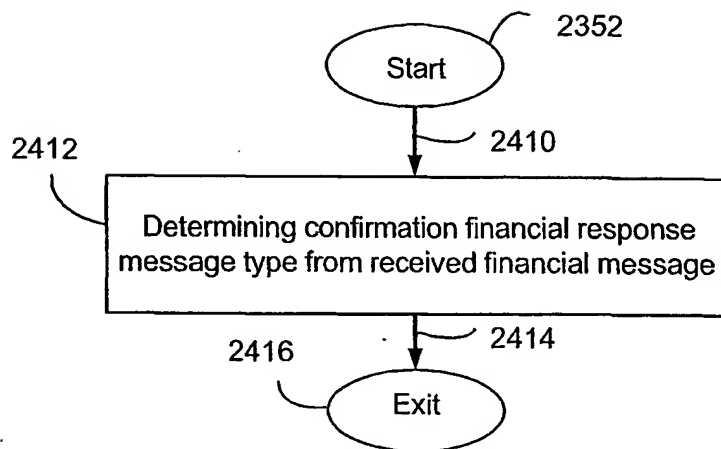 2352
Start
2410
2412
Determining confirmation financial response
message type from received financial message
2414
2416
Exit